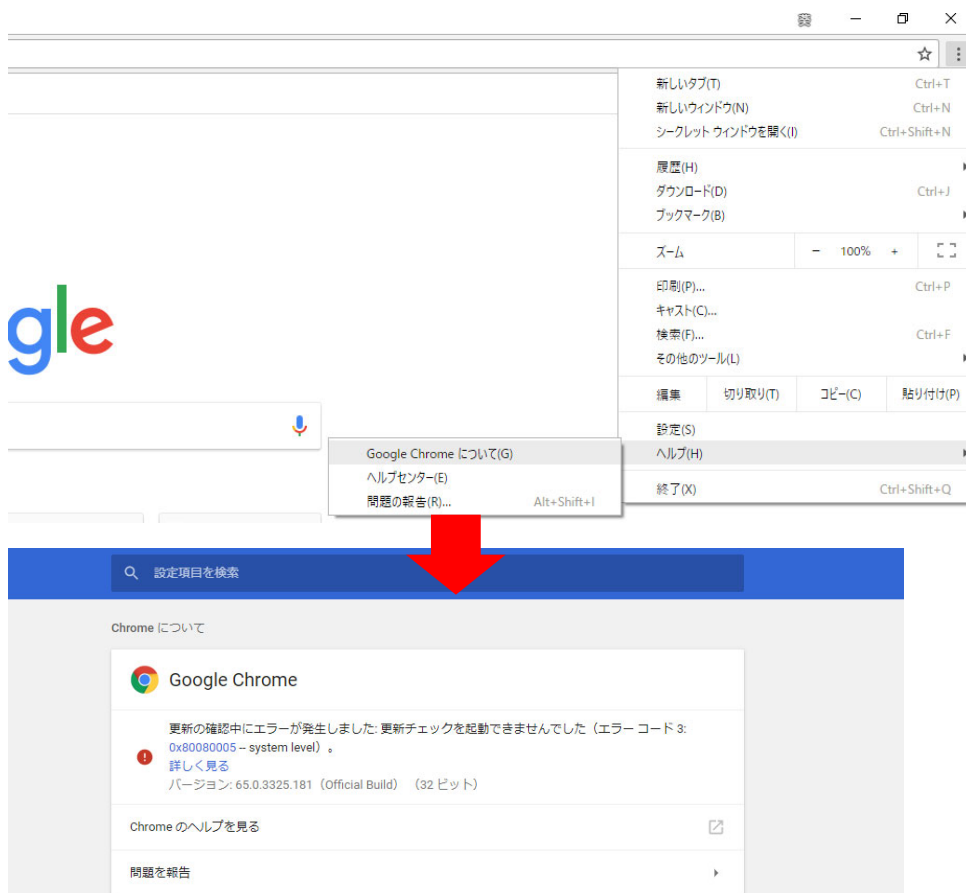 新しいタブ(T) Ctrl+T
新しいウィンドウ(N) Ctrl+N
シークレット ウィンドウを開く(I) Ctrl+Shift+N
履歴(H)
ダウンロード(D) Ctrl+J
ブックマーク(B)
ズーム － 100% +
印刷(P)... Ctrl+P
キャスト(C)...
検索(F)... Ctrl+F
その他のツール(L)
編集 切り取り(T) コピー(C) 貼り付け(P)
設定(S)
ヘルプ(H)
終了(X) Ctrl+Shift+Q
gle
Google Chrome について(G)
ヘルプセンター(E)
問題の報告(R)... Alt+Shift+I
設定項目を検索
Chrome について
Google Chrome
更新の確認中にエラーが発生しました: 更新チェックを起動できませんでした（エラー コード 3:
0x80080005 – system level）。
詳しく見る
バージョン: 65.0.3325.181（Official Build）（32 ビット）
Chrome のヘルプを見る
問題を報告